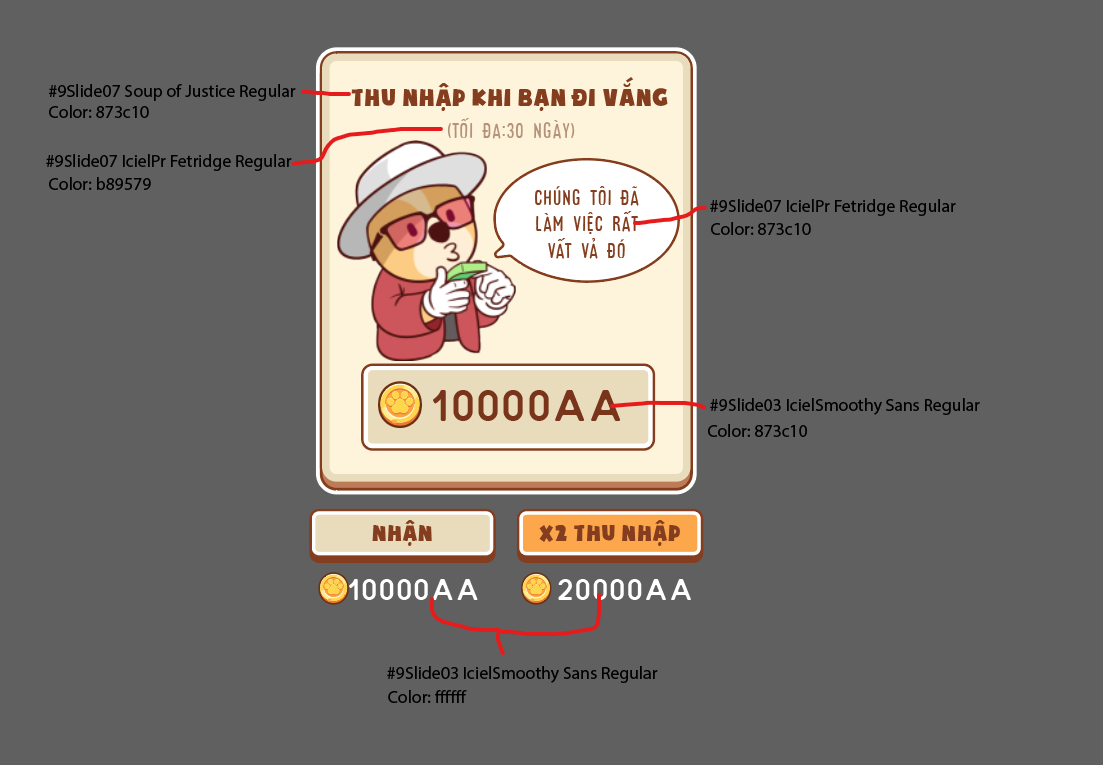 #9Slide07 Soup of Justice Regular
Color: 873c10
THU NHẬP KHI BẠN ĐI VẮNG
(TỐI ĐA:30 NGÀY)
#9Slide07 IcielPr Fetridge Regular
Color: b89579
CHÚNG TÔI ĐÃ
LÀM VIỆC RẤT
VẤT VẢ ĐÓ
#9Slide07 IcielPr Fetridge Regular
Color: 873c10
10000AA
#9Slide03 IcielSmoothy Sans Regular
Color: 873c10
NHẬN
X2 THU NHẬP
10000AA
20000AA
#9Slide03 IcielSmoothy Sans Regular
Color: ffffff